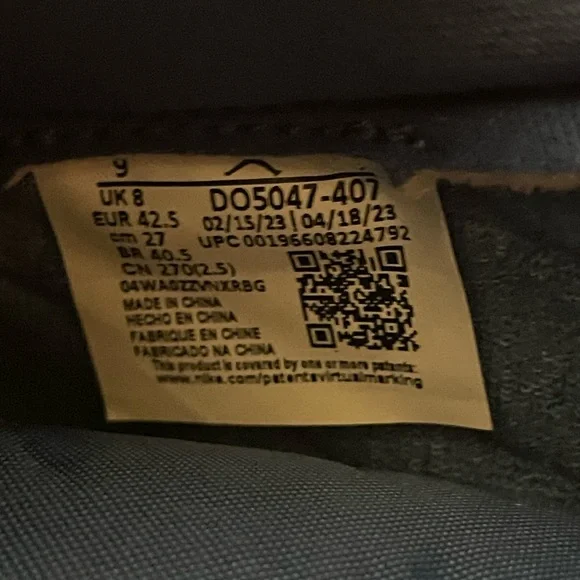 9
UK 8
DO5047-407
EUR 42.5
02/15/23 | 04/18/23
cm 27
UPC 00196608224792
BR 40.5
CN 270(2.5)
04WA0ZZVNXRBG
MADE IN CHINA
HECHO EN CHINA
FABRIQUE EN CHINE
FABRICADO NA CHINA
This product is covered by one or more patents:
www.nike.com/patentsvirtualmarking